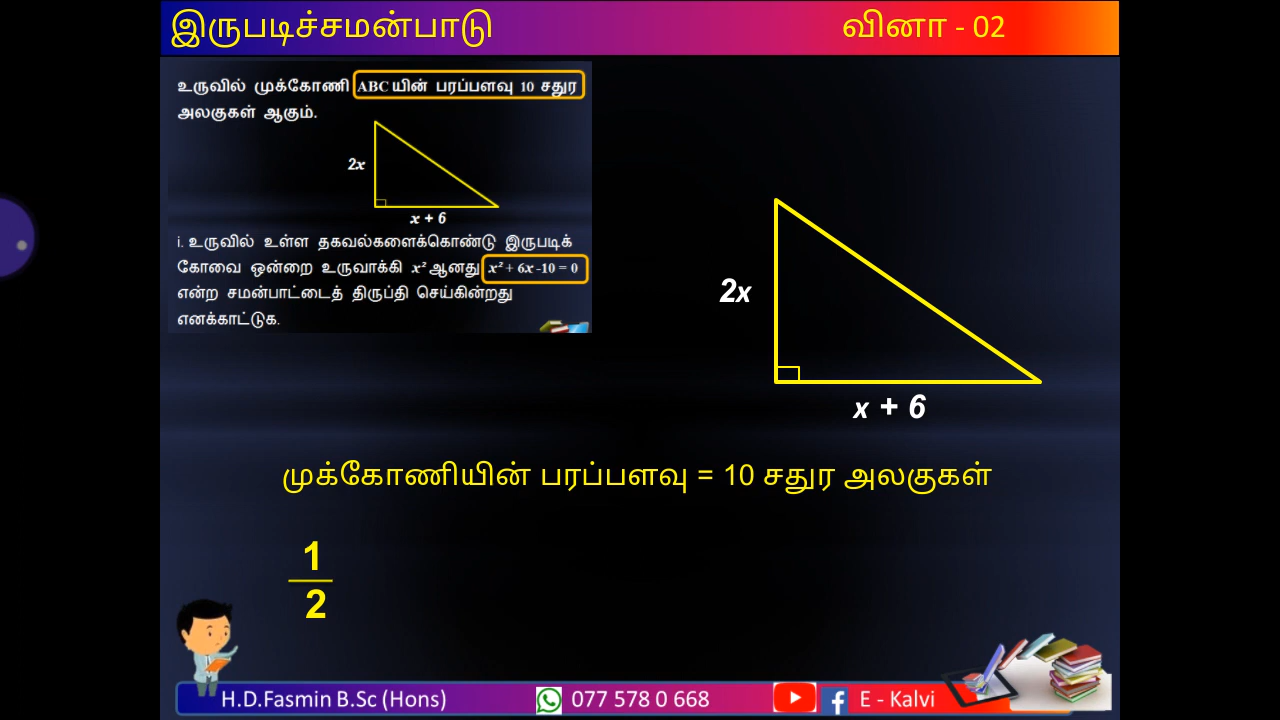 இருபடிச்சமன்பாடு
வினா - 02
உருவில் முக்கோணி ABC யின் பரப்பளவு 10 சதுர
அலகுகள் ஆகும்.
2x
x + 6
i. உருவில் உள்ள தகவல்களைக்கொண்டு இருபடிக்
கோவை ஒன்றை உருவாக்கி x² ஆனது x² + 6x -10 = 0
என்ற சமன்பாட்டைத் திருப்தி செய்கின்றது
எனக்காட்டுக.
2x
x + 6
முக்கோணியின் பரப்பளவு = 10 சதுர அலகுகள்
1
2
H.D.Fasmin B.Sc (Hons)
077 578 0 668
E - Kalvi